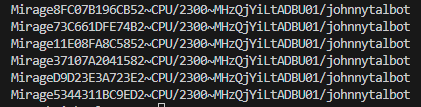 Mirage8FC07B196CB52~CPU/2300~MHzQjYiLtADBU01/johnnytalbot
Mirage73C661DFE74B2~CPU/2300~MHzQjYiLtADBU01/johnnytalbot
Mirage11E08FA8C5852~CPU/2300~MHzQjYiLtADBU01/johnnytalbot
Mirage37107A2041582~CPU/2300~MHzQjYiLtADBU01/johnnytalbot
MirageD9D23E3A723E2~CPU/2300~MHzQjYiLtADBU01/johnnytalbot
Mirage5344311BC9ED2~CPU/2300~MHzQjYiLtADBU01/johnnytalbot